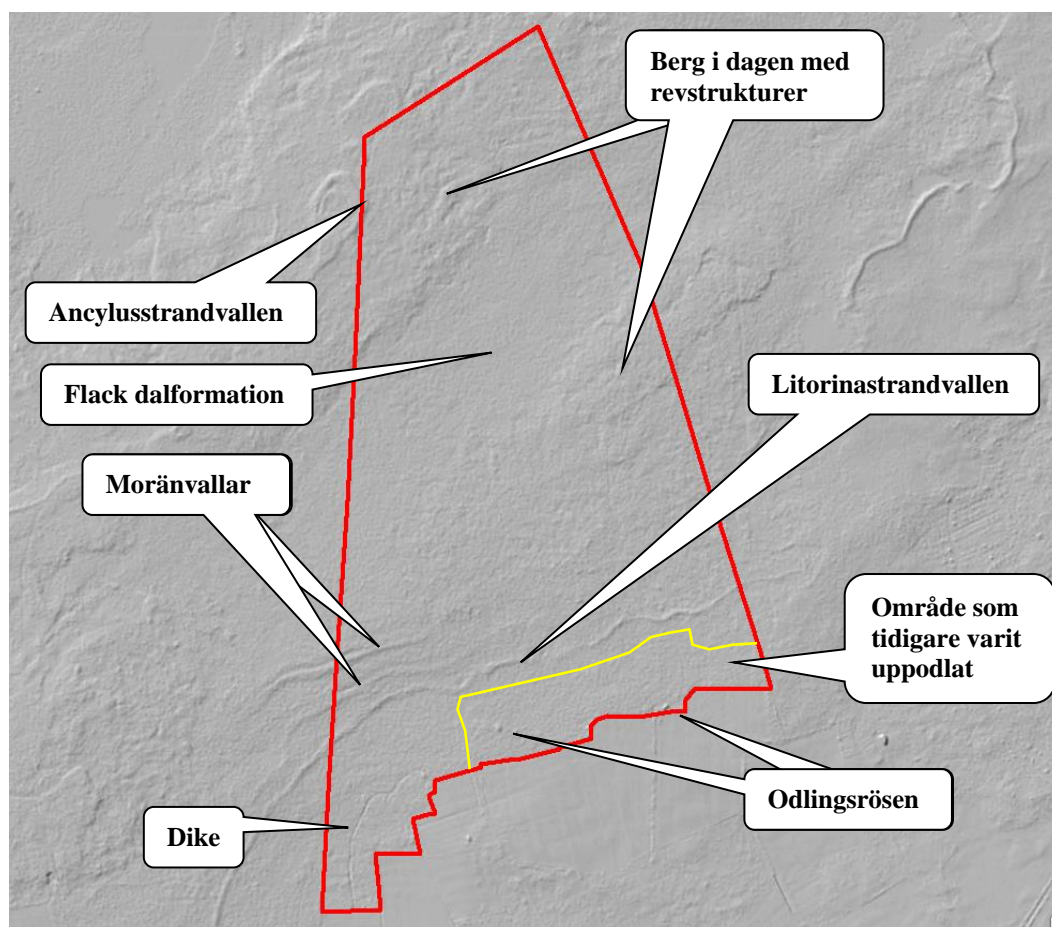 Berg i dagen med
revstrukturer
Ancylusstrandvallen
Flack dalformation
Litorinastrandvallen
Moränvallar
Område som
tidigare varit
uppodlat
Odlingsrösen
Dike